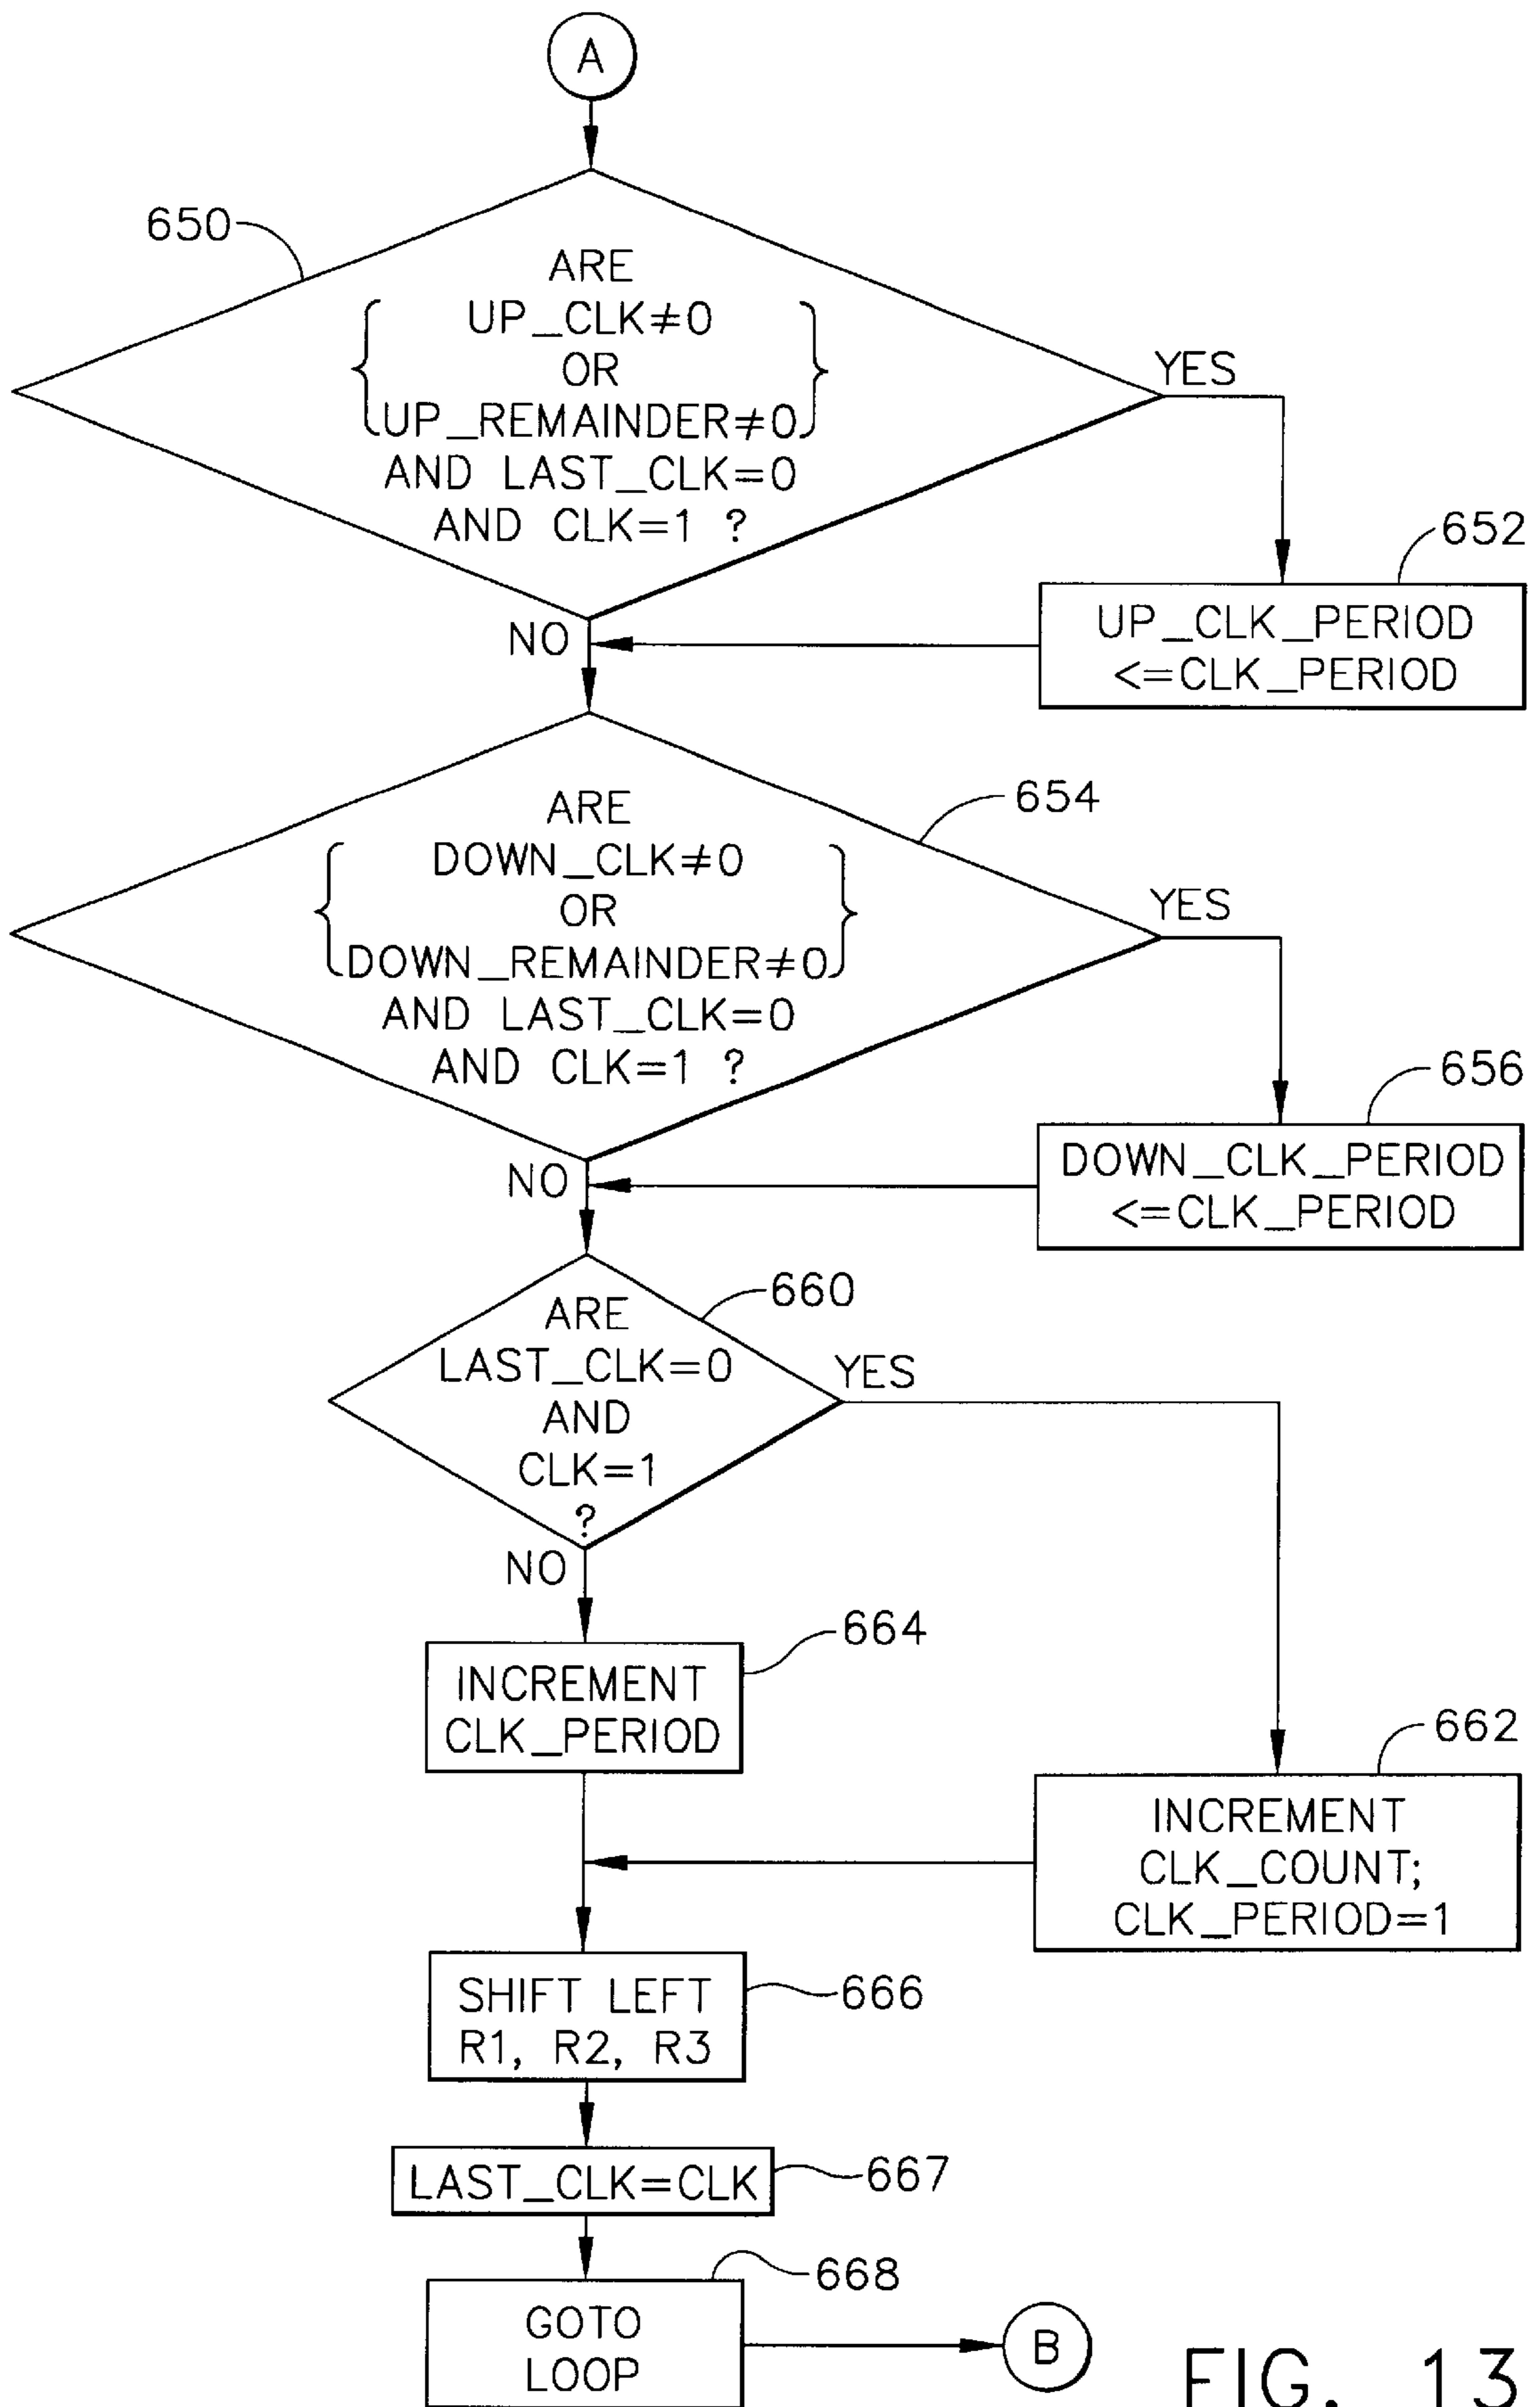 A
650
ARE
UP_CLK≠0
OR
UP_REMAINDER≠0
AND LAST_CLK=0
AND CLK=1 ?
YES
NO
652
UP_CLK_PERIOD
<=CLK_PERIOD
654
ARE
DOWN_CLK≠0
OR
DOWN_REMAINDER≠0
AND LAST_CLK=0
AND CLK=1 ?
YES
NO
656
DOWN_CLK_PERIOD
<=CLK_PERIOD
660
ARE
LAST_CLK=0
AND
CLK=1
?
YES
NO
664
INCREMENT
CLK_PERIOD
662
INCREMENT
CLK_COUNT;
CLK_PERIOD=1
SHIFT LEFT
R1, R2, R3
666
LAST_CLK=CLK
667
668
GOTO
LOOP
B
FIG. 13